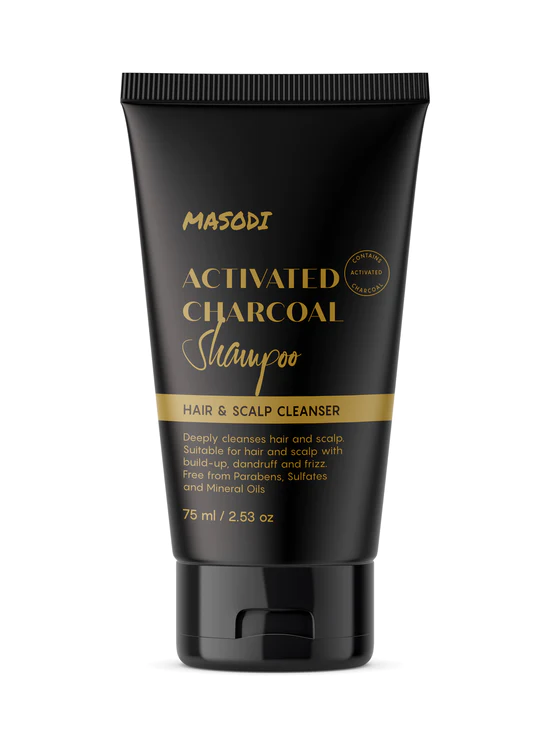 MASODI
ACTIVATED
CHARCOAL
Shampoo
CONTAINS
ACTIVATED
CHARCOAL
HAIR & SCALP CLEANSER
Deeply cleanses hair and scalp.
Suitable for hair and scalp with
build-up, dandruff and frizz.
Free from Parabens, Sulfates
and Mineral Oils
75 ml / 2.53 oz